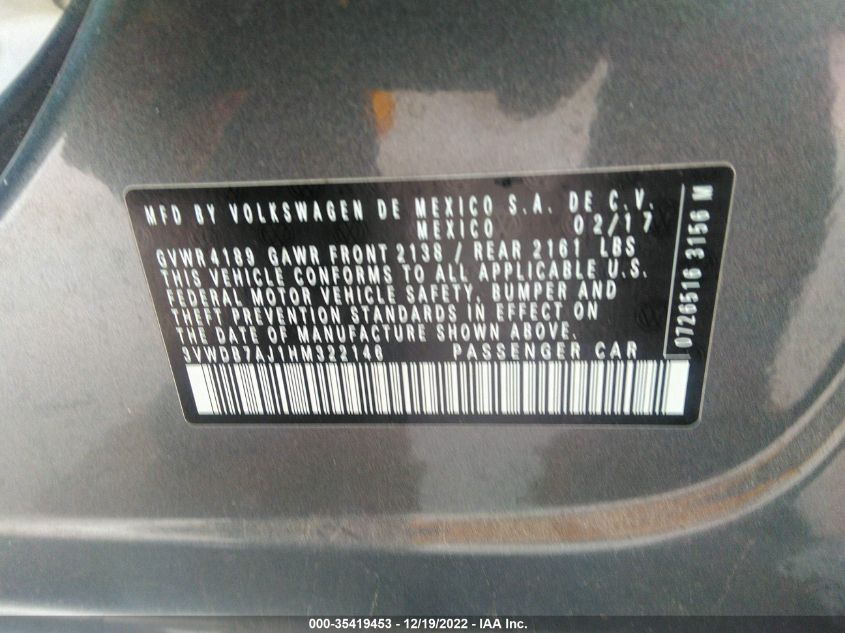 MFD BY VOLKSWAGEN DE MEXICO S.A. DE C.V.
MEXICO 02/17
GVWR4189 GAWR FRONT 2138 / REAR 2161 LBS
THIS VEHICLE CONFORMS TO ALL APPLICABLE U.S.
FEDERAL MOTOR VEHICLE SAFETY, BUMPER AND
THEFT PREVENTION STANDARDS IN EFFECT ON
THE DATE OF MANUFACTURE SHOWN ABOVE.
3VWDB7AJ1HM322148 PASSENGER CAR
0726516 3156 M
000-35419453 - 12/19/2022 - IAA Inc.